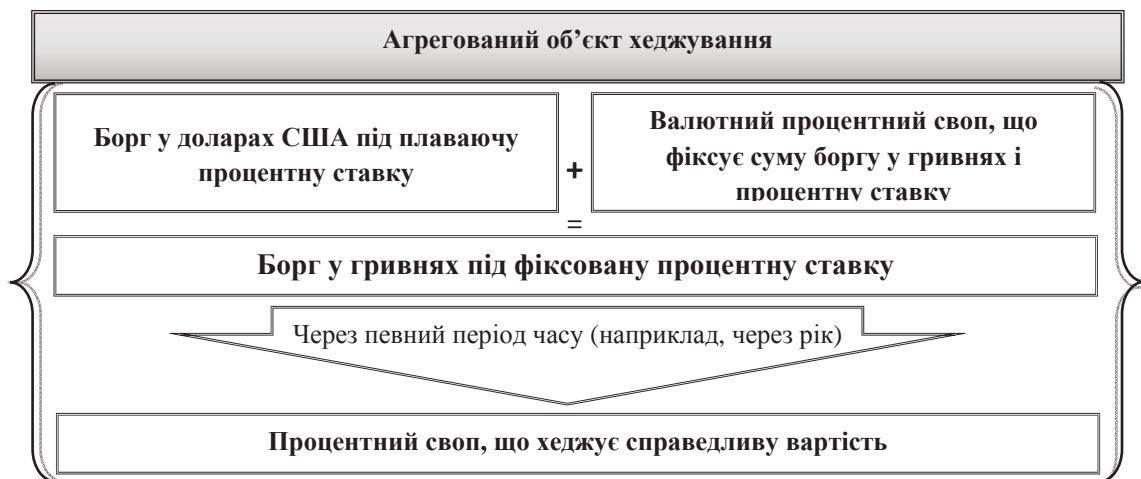 Агрегований об’єкт хеджування
Борг у доларах США під плаваючу
процентну ставку
+
Валютний процентний своп, що
фіксує суму боргу у гривнях і
процентну ставку
=
Борг у гривнях під фіксовану процентну ставку
Через певний період часу (наприклад, через рік)
Процентний своп, що хеджує справедливу вартість